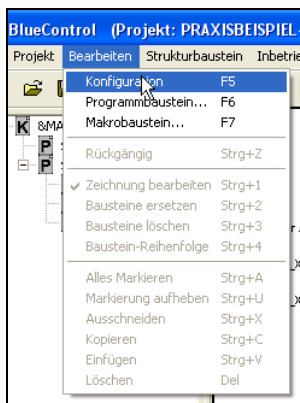 BlueControl (Projekt: PRAXISBEISPIEL-
Projekt Bearbeiten Strukturbaustein Inbetrie
K &MA
P
P
Konfiguration F5
Programmbaustein... F6
Makrobaustein... F7
Rückgängig Strg+Z
Zeichnung bearbeiten Strg+1
Bausteine ersetzen Strg+2
Bausteine löschen Strg+3
Baustein-Reihenfolge Strg+4
Alles Markieren Strg+A
Markierung aufheben Strg+U
Ausschneiden Strg+X
Kopieren Strg+C
Einfügen Strg+V
Löschen Del